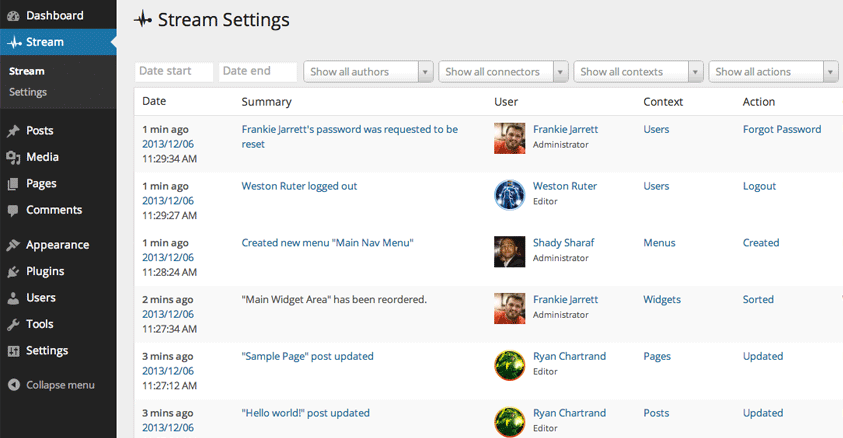 Dashboard
Stream
Stream
Settings
Posts
Media
Pages
Comments
Appearance
Plugins
Users
Tools
Settings
Collapse menu
Stream Settings
Date start Date end Show all authors Show all connectors Show all contexts Show all actions
Date Summary User Context Action
1 min ago Frankie Jarrett's password was requested to be Frankie Jarrett Users Forgot Password
2013/12/06 reset Administrator
11:29:34 AM
1 min ago Weston Ruter logged out Weston Ruter Users Logout
2013/12/06 Editor
11:29:27 AM
1 min ago Created new menu "Main Nav Menu" Shady Sharaf Menus Created
2013/12/06 Administrator
11:28:24 AM
2 mins ago "Main Widget Area" has been reordered. Frankie Jarrett Widgets Sorted
2013/12/06 Administrator
11:27:34 AM
3 mins ago "Sample Page" post updated Ryan Chartrand Pages Updated
2013/12/06 Editor
11:27:12 AM
3 mins ago "Hello world!" post updated Ryan Chartrand Posts Updated
2013/12/06 Editor